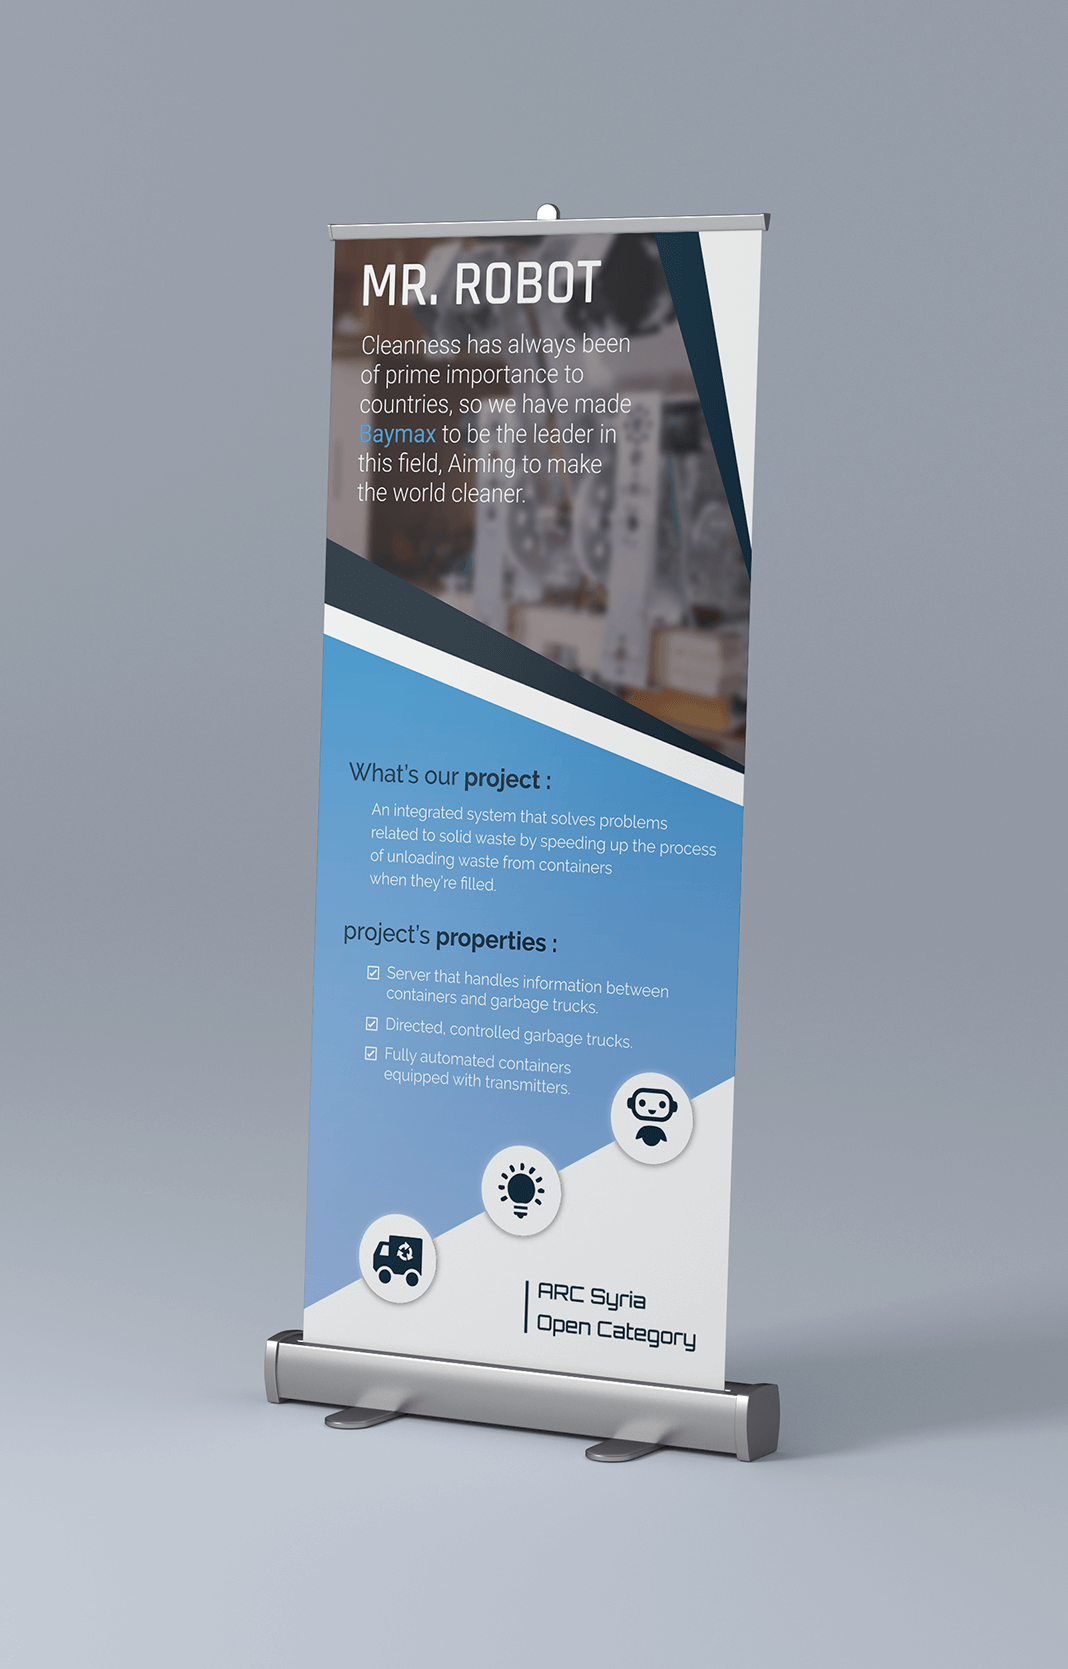 MR. ROBOT
Cleanness has always been
of prime importance to
countries, so we have made
Baymax to be the leader in
this field, Aiming to make
the world cleaner.
What's our project :
An integrated system that solves problems
related to solid waste by speeding up the process
of unloading waste from containers
when they're filled.
project's properties :
Server that handles information between
containers and garbage trucks.
Directed, controlled garbage trucks.
Fully automated containers
equipped with transmitters.
ARC Syria
Open Category